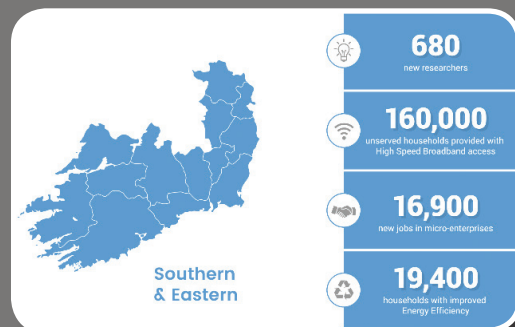 Southern
& Eastern
680
new researchers
160,000
unserved households provided with
High Speed Broadband access
16,900
new jobs in micro-enterprises
19,400
households with improved
Energy Efficiency